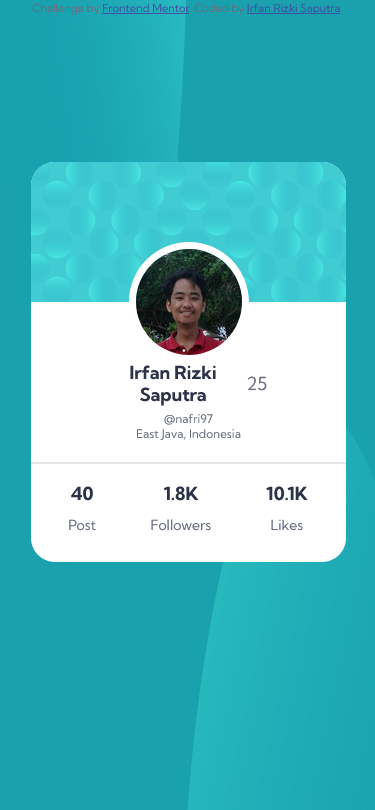 Challenge by Frontend Mentor. Coded by Irfan Rizki Saputra
Irfan Rizki
Saputra
25
@nafri97
East Java, Indonesia
40 1.8K 10.1K
Post Followers Likes